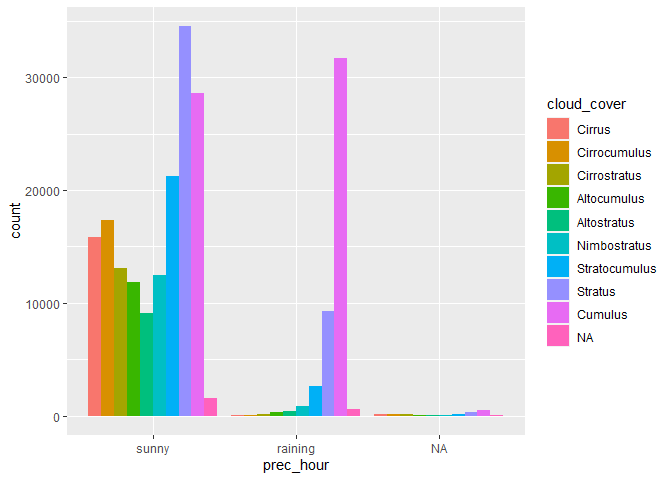 30000
20000
10000
0
count
sunny
raining
NA
prec_hour
cloud_cover
Cirrus
Cirrocumulus
Cirrostratus
Altocumulus
Altostratus
Nimbostratus
Stratocumulus
Stratus
Cumulus
NA